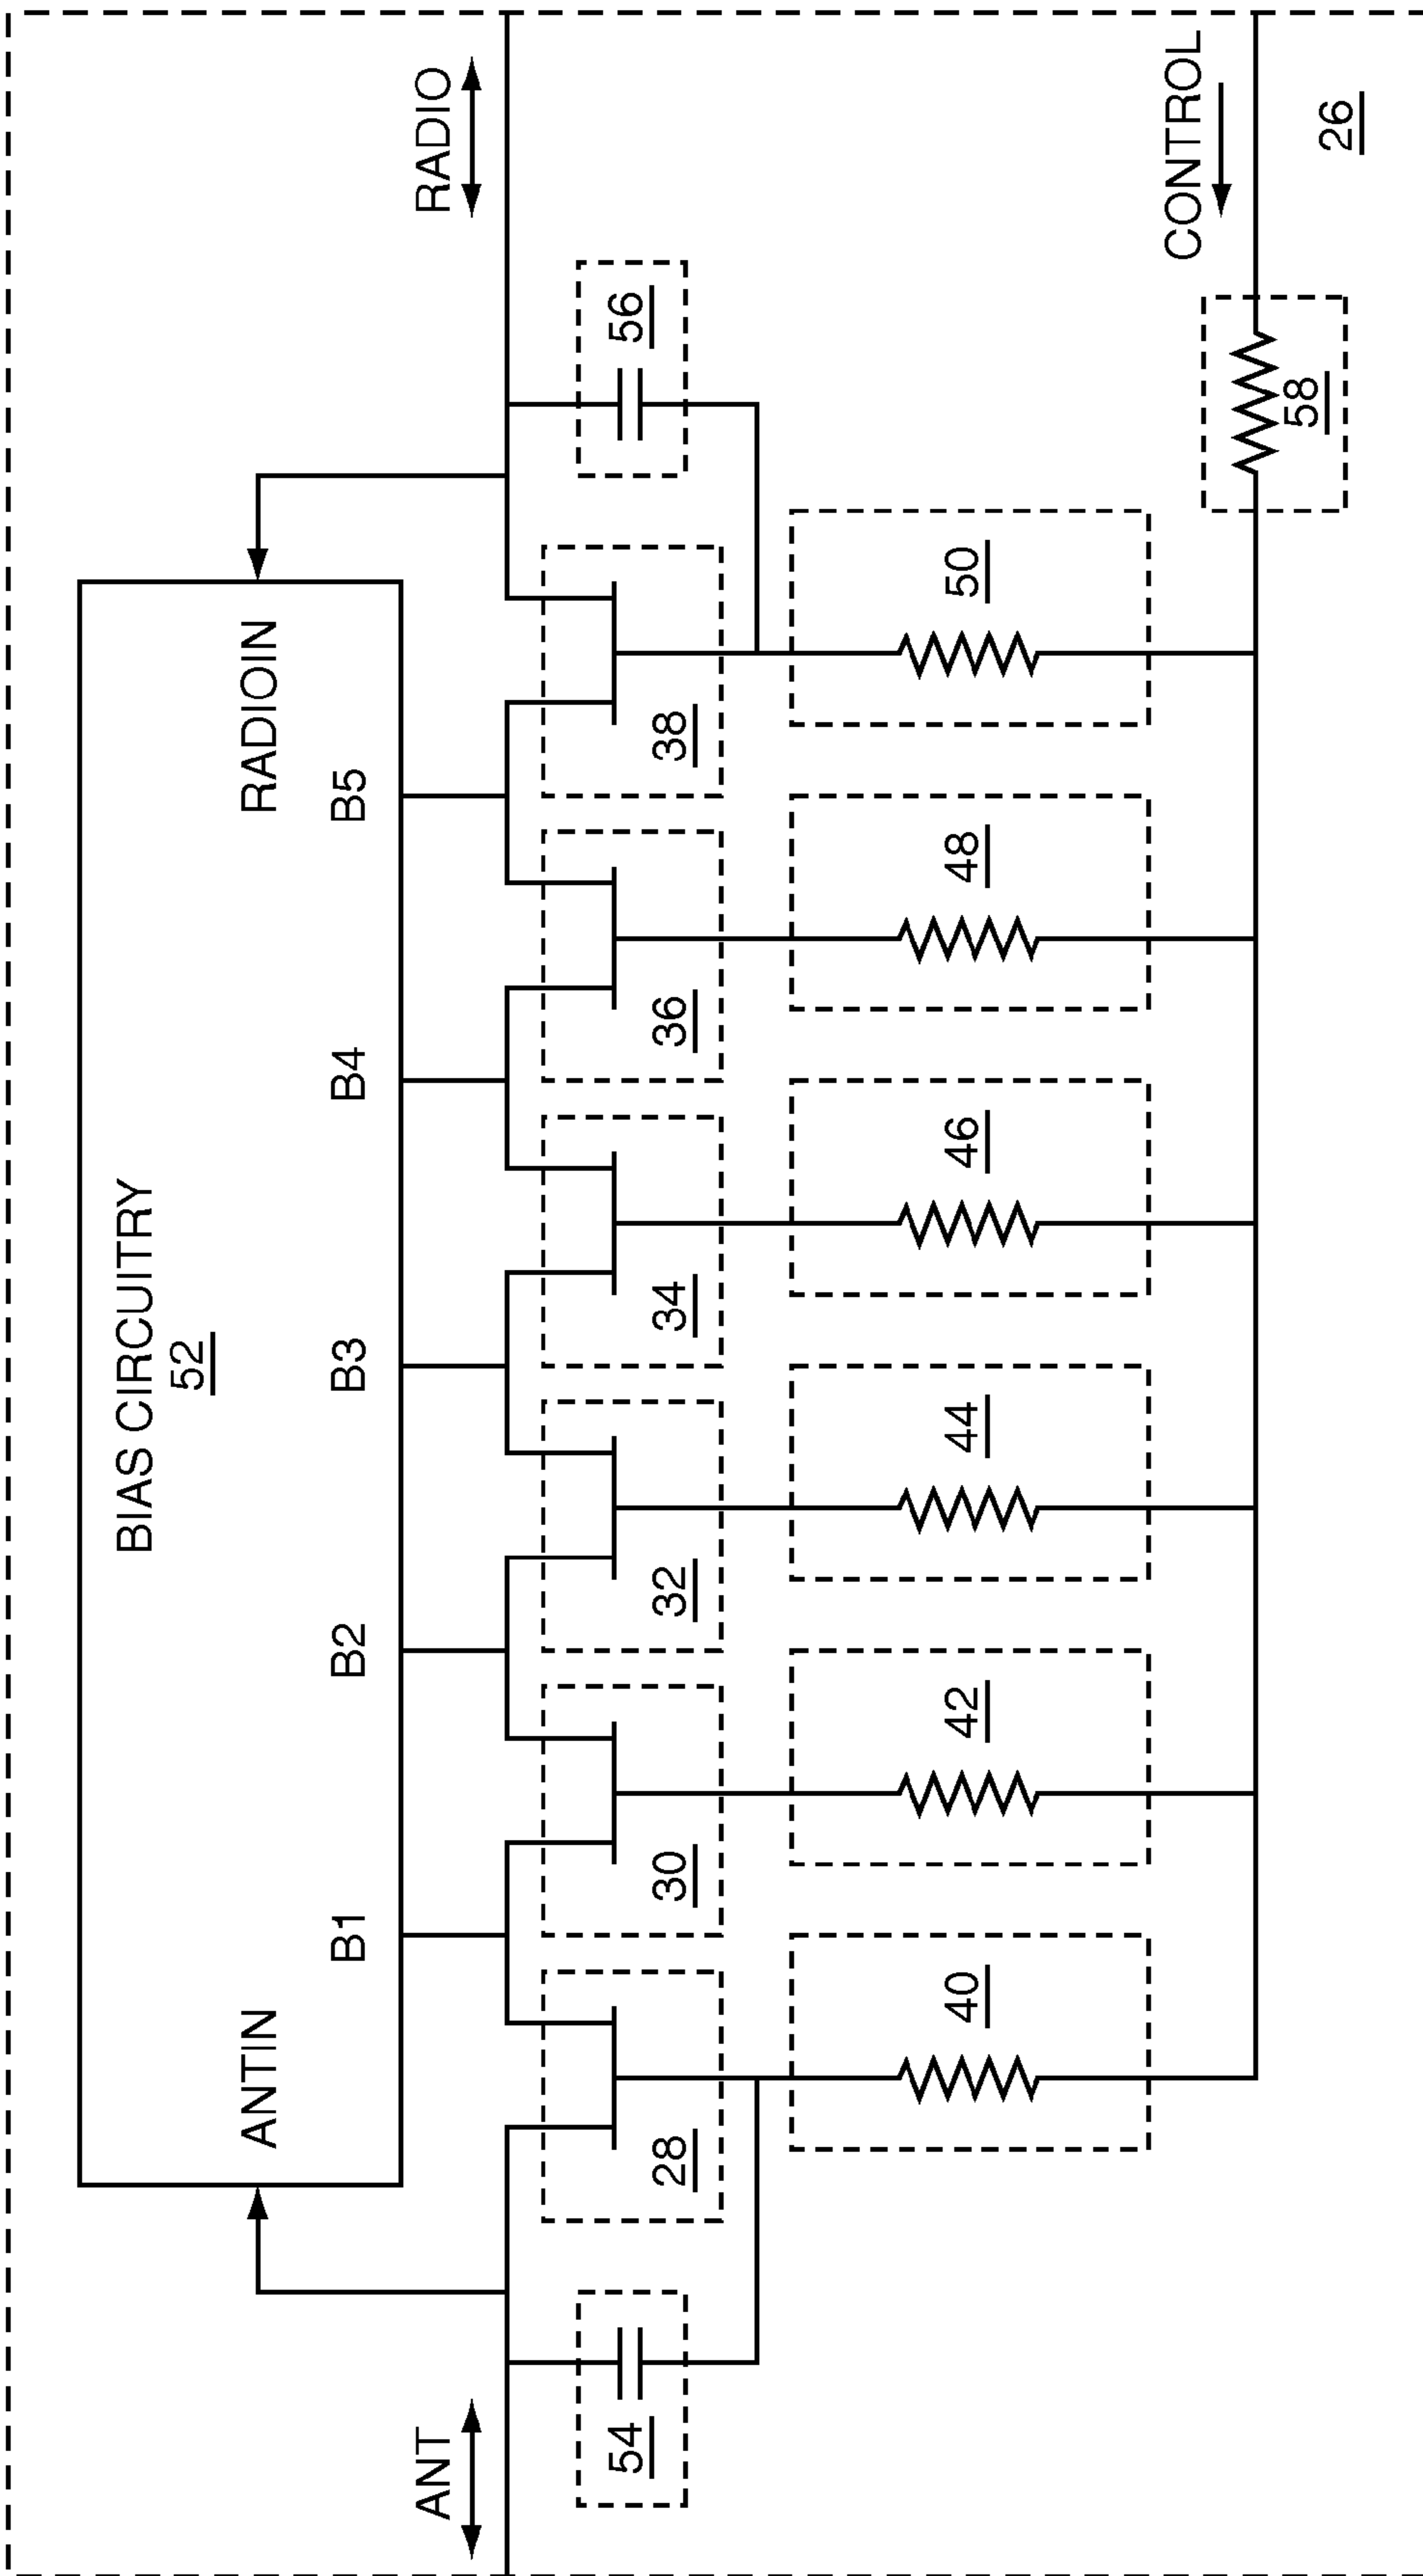 BIAS CIRCUITRY
52
ANTIN
RADIOIN
B1
B2
B3
B4
B5
ANT
RADIO
54
56
28
30
32
34
36
38
40
42
44
46
48
50
CONTROL
58
26